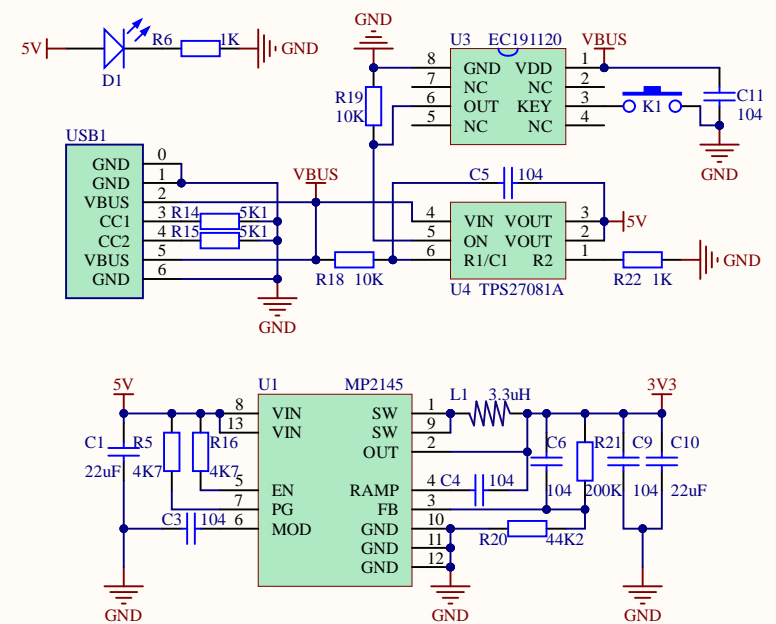 GND
U3 EC191120 VBUS
5V R6 1K GND
D1
8 GND VDD 1
7 NC NC 2
R19 6 OUT KEY 3 K1 C11
10K 5 NC NC 4 104
GND
USB1
GND 0
GND 1
VBUS 2
CC1 3 R14 5K1
CC2 4 R15 5K1
VBUS 5
GND 6
GND
VBUS
C5 104
4 VIN VOUT 3 5V
5 ON VOUT 2
6 R1/C1 R2 1 GND
R18 10K
R22 1K
U4 TPS27081A
5V U1 MP2145 L1 3.3uH 3V3
8 VIN SW 1
13 VIN SW 9
OUT 2
C1 R5 R16 C6 R21 C9 C10
22uF 4K7 4K7
5 EN RAMP 4 C4 104
104 200K 104 22uF
7 PG FB 3
C3 104 6 MOD GND 10
R20 44K2
GND 11
GND 12
GND GND GND